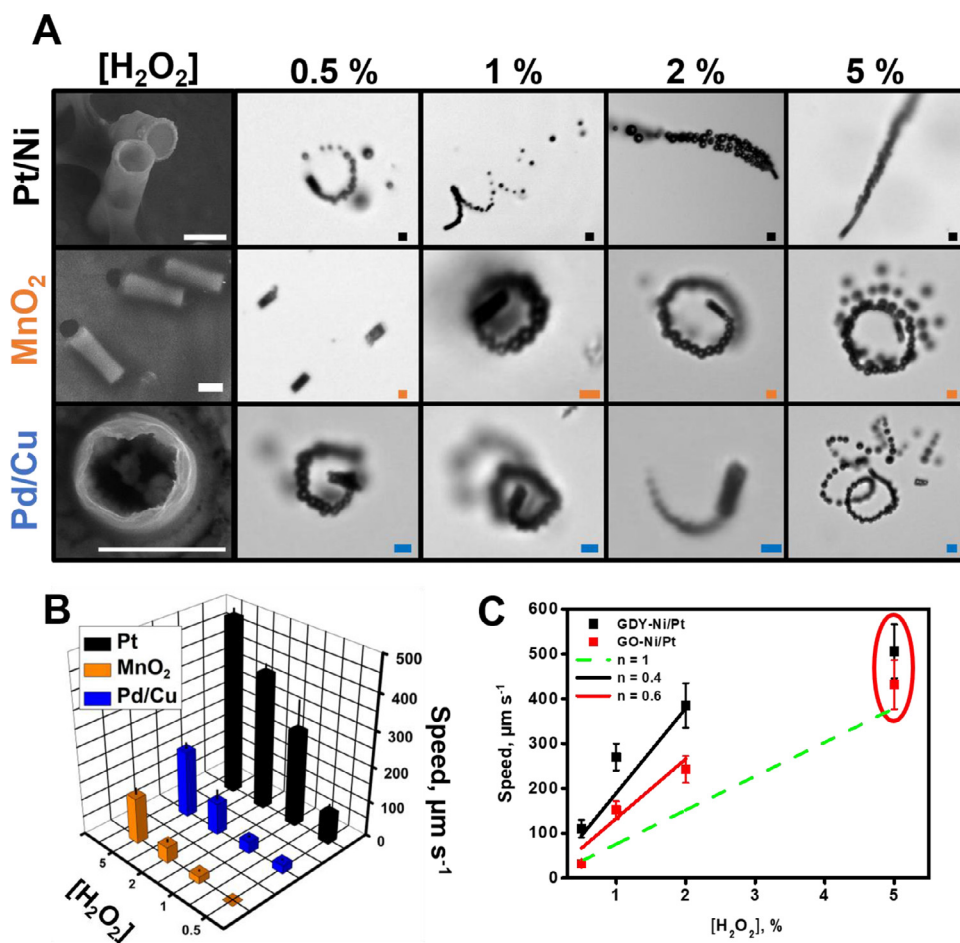 A
[H₂O₂] 0.5 % 1 % 2 % 5 %
Pt/Ni
MnO₂
Pd/Cu
B
Pt
MnO₂
Pd/Cu
500
400
300
200
100
0
Speed, µm s⁻¹
5
2
1
0.5
[H₂O₂]
C
600
500
400
300
200
100
0
Speed, µm s⁻¹
GDY-Ni/Pt
GO-Ni/Pt
n = 1
n = 0.4
n = 0.6
1 2 3 4 5
[H₂O₂], %